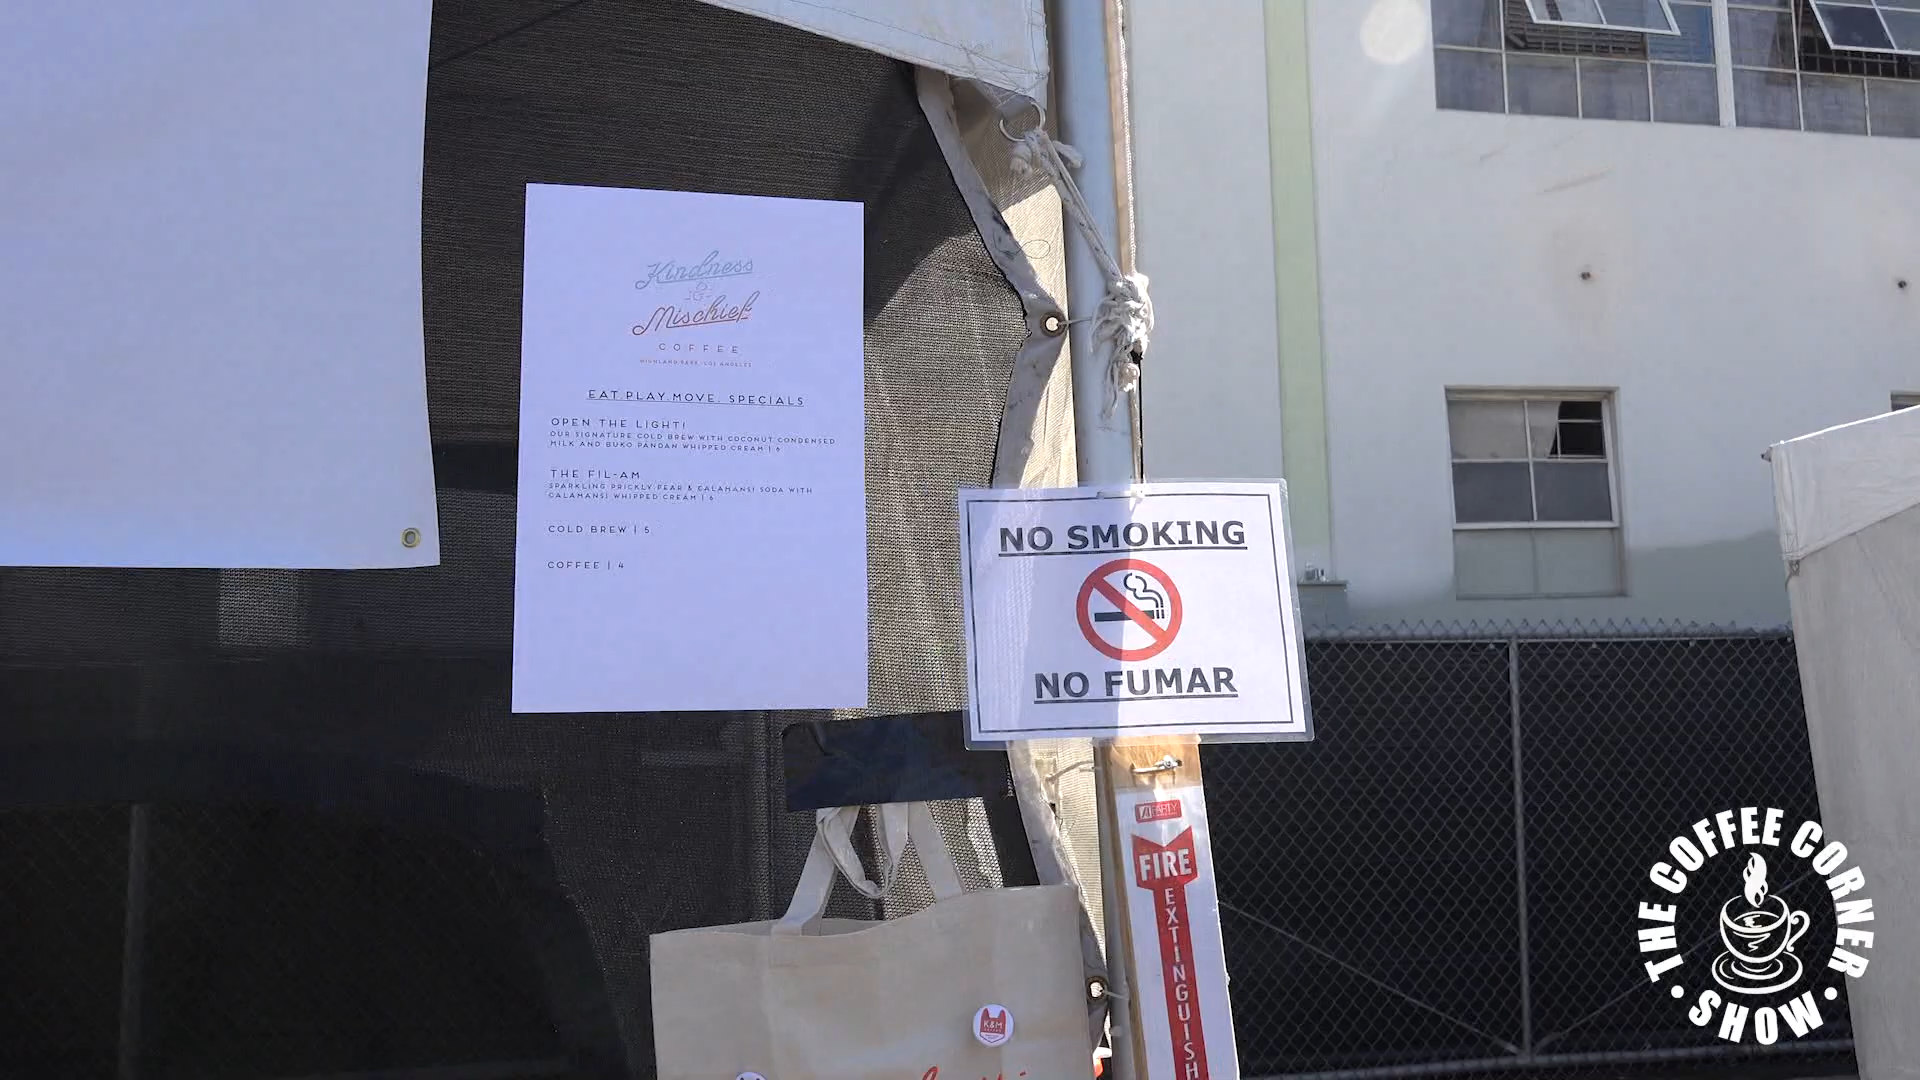 Kindness
&
Mischief
COFFEE
HIGHLAND PARK, LOS ANGELES
EAT.PLAY.MOVE. SPECIALS
OPEN THE LIGHT!
OUR SIGNATURE COLD BREW WITH COCONUT CONDENSED
MILK AND BUKO PANDAN WHIPPED CREAM | 6
THE FIL-AM
SPARKLING PRICKLY PEAR & CALAMANSI SODA WITH
CALAMANSI WHIPPED CREAM | 6
COLD BREW | 5
COFFEE | 4
NO SMOKING
NO FUMAR
PARTY
FIRE
EXTINGUISH
K&M
THE COFFEE CORNER
SHOW